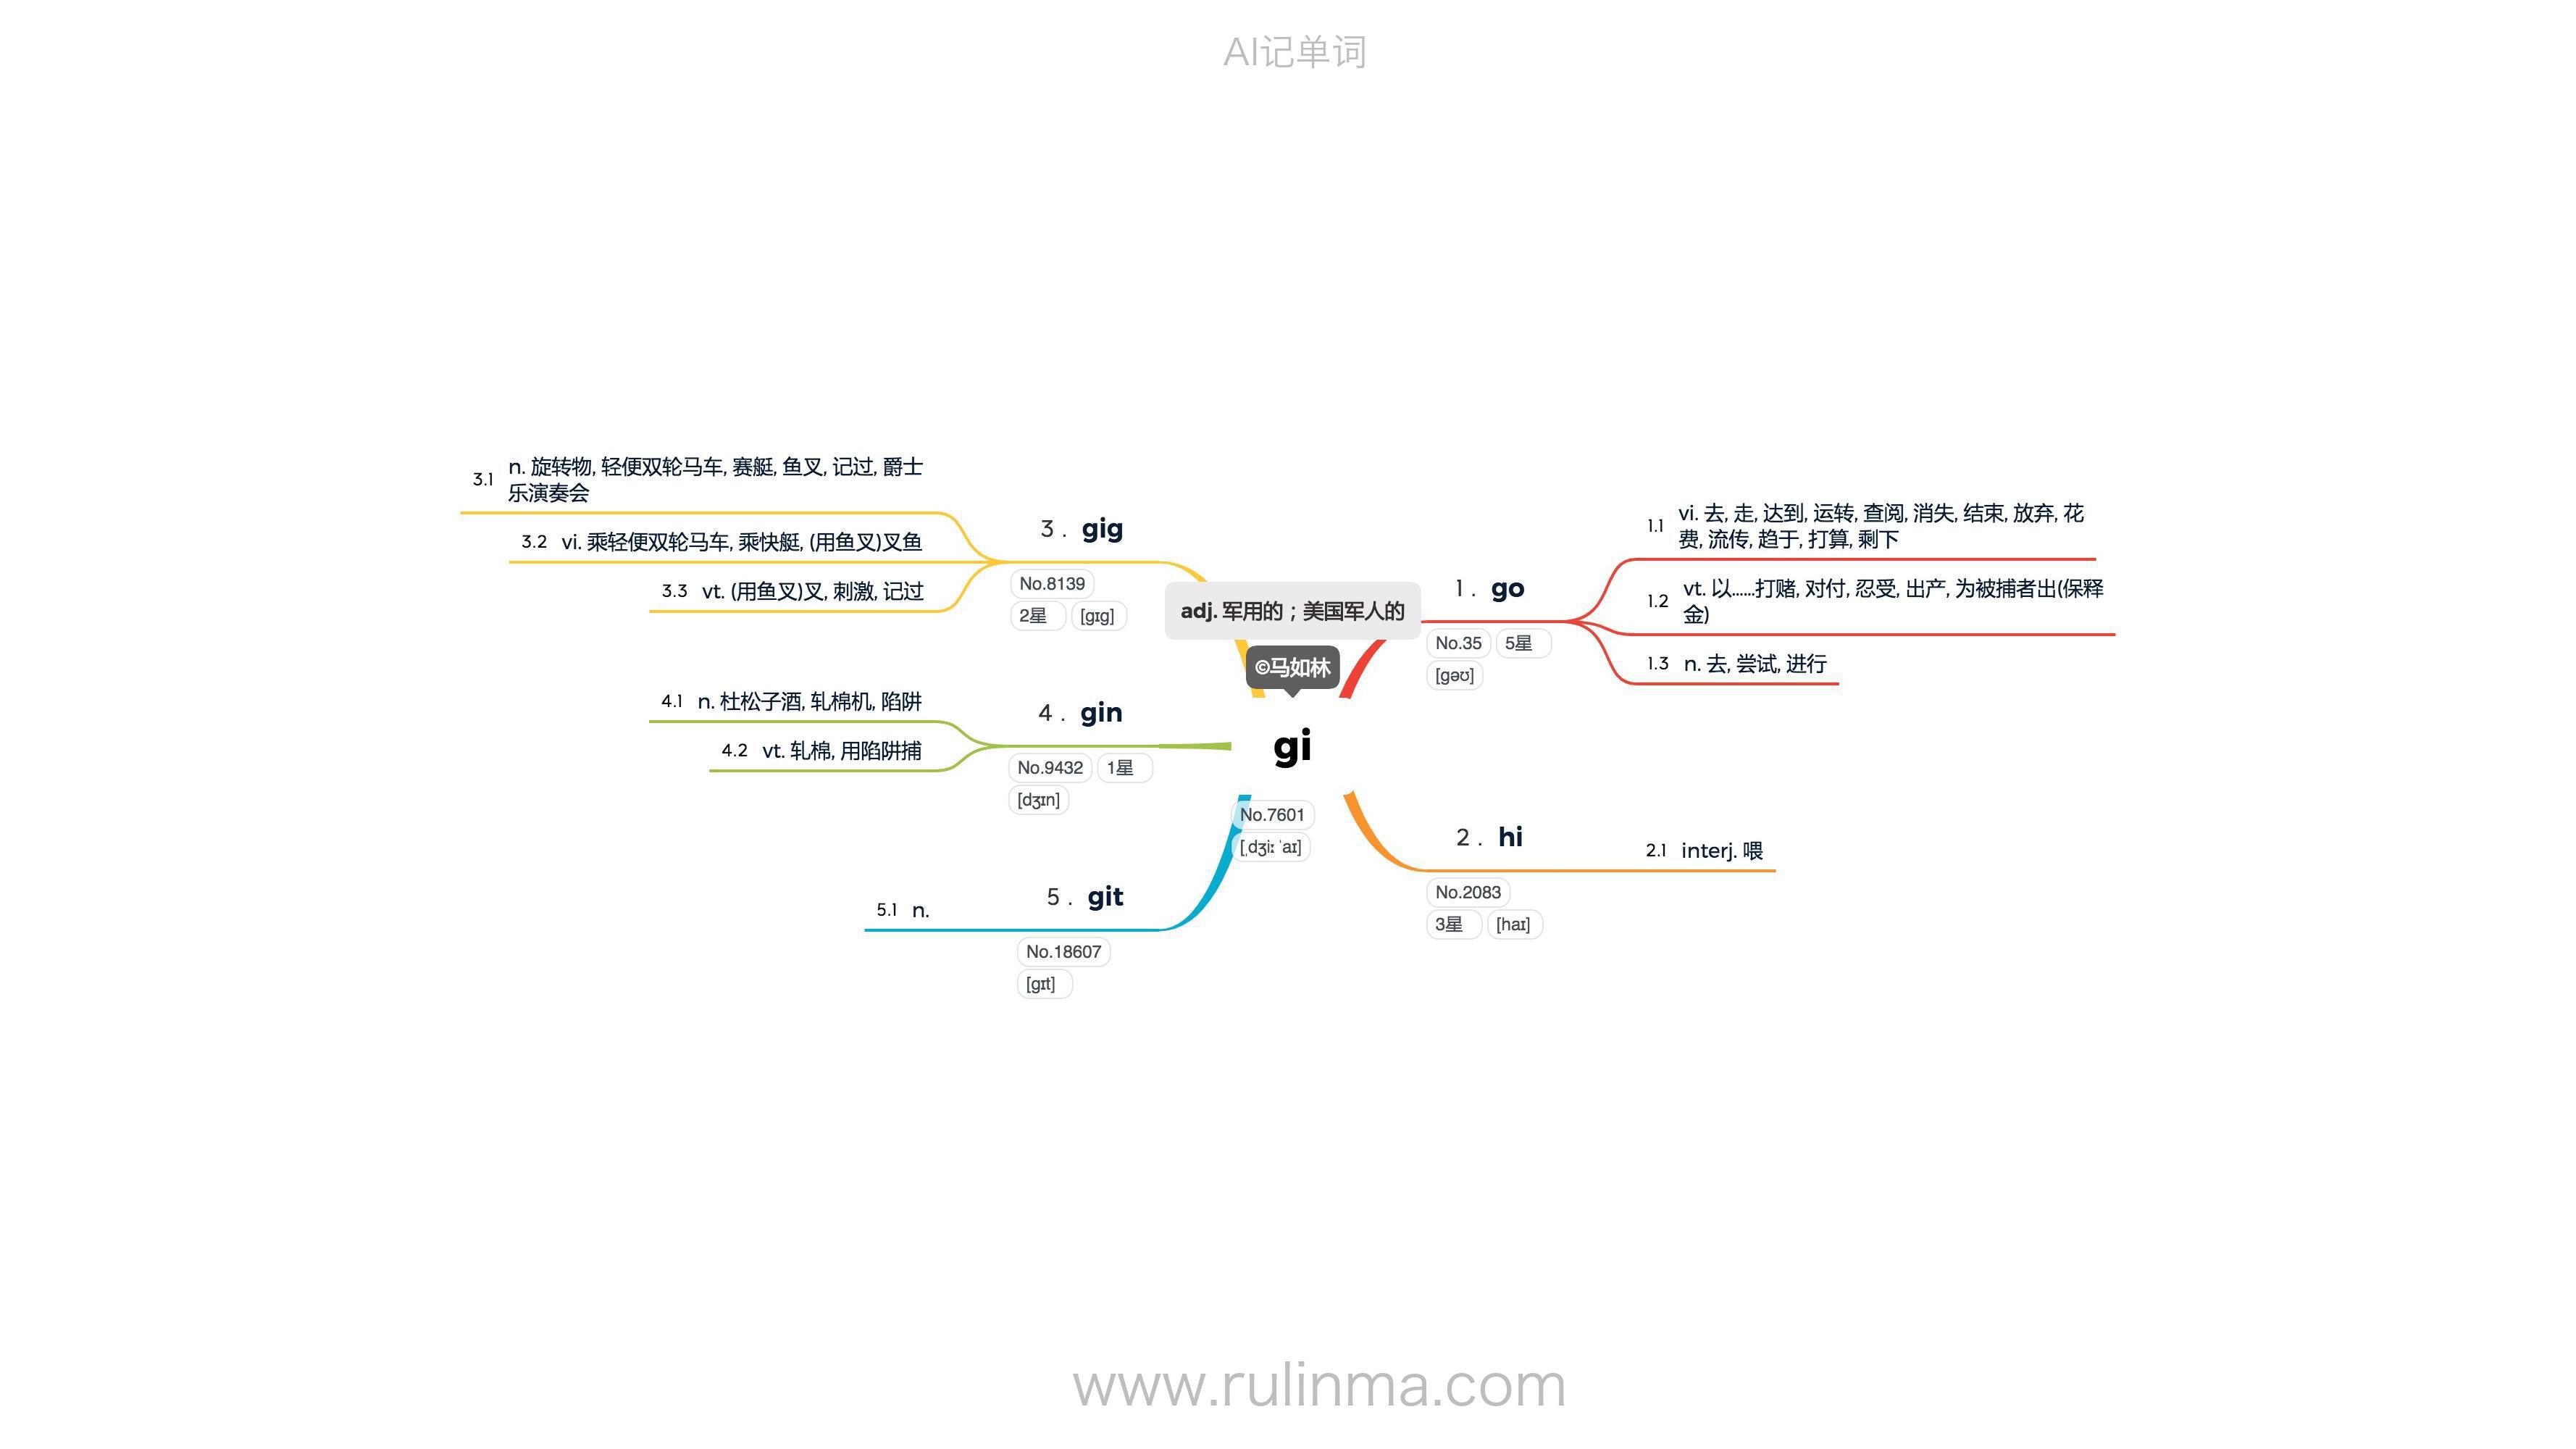 AI记单词
3.1 n. 旋转物, 轻便双轮马车, 赛艇, 鱼叉, 记过, 爵士
乐演奏会
3.2 vi. 乘轻便双轮马车, 乘快艇, (用鱼叉)叉鱼
3.3 vt. (用鱼叉)叉, 刺激, 记过
3 . gig
No.8139
2星 [gɪg]
4.1 n. 杜松子酒, 轧棉机, 陷阱
4.2 vt. 轧棉, 用陷阱捕
4 . gin
No.9432 1星
[dʒɪn]
5.1 n.
5 . git
No.18607
[gɪt]
adj. 军用的；美国军人的
©马如林
gi
No.7601
[ˌdʒiː ˈaɪ]
1 . go
No.35 5星
[gəʊ]
1.1 vi. 去, 走, 达到, 运转, 查阅, 消失, 结束, 放弃, 花
费, 流传, 趋于, 打算, 剩下
1.2 vt. 以......打赌, 对付, 忍受, 出产, 为被捕者出(保释
金)
1.3 n. 去, 尝试, 进行
2 . hi
No.2083
3星 [haɪ]
2.1 interj. 喂
www.rulinma.com